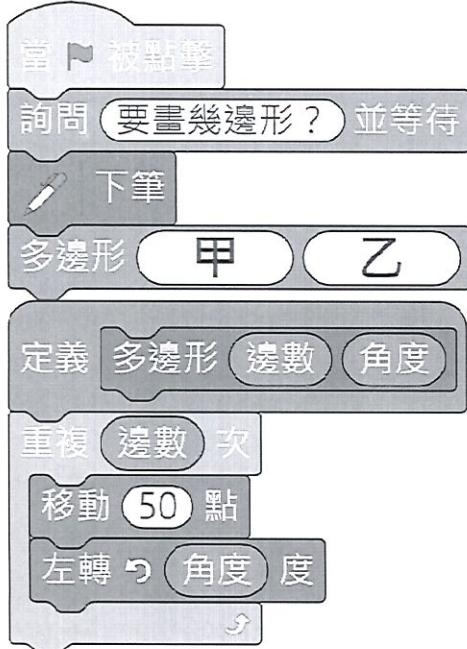 當 被點擊
詢問 要畫幾邊形？ 並等待
下筆
多邊形 甲 乙
定義 多邊形 邊數 角度
重複 邊數 次
移動 50 點
左轉 角度 度